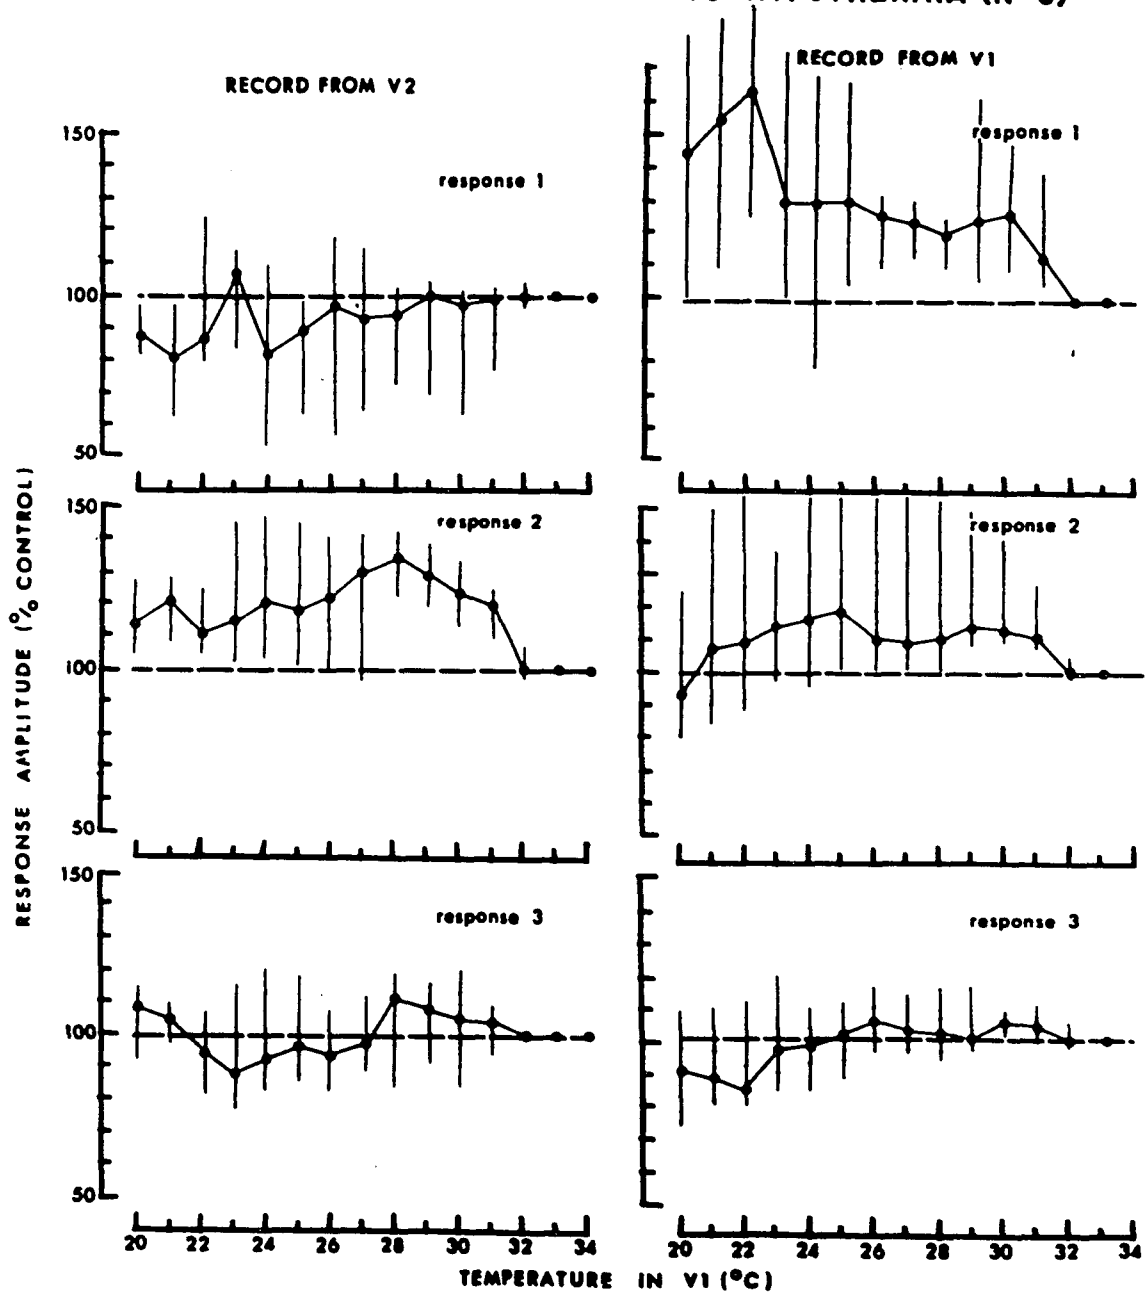 RECORD FROM V2
RECORD FROM V1
150
100
50
response 1
response 1
150
100
50
response 2
response 2
150
100
50
response 3
response 3
RESPONSE AMPLITUDE (% CONTROL)
20 22 24 26 28 30 32 34
20 22 24 26 28 30 32 34
TEMPERATURE IN V1 (°C)